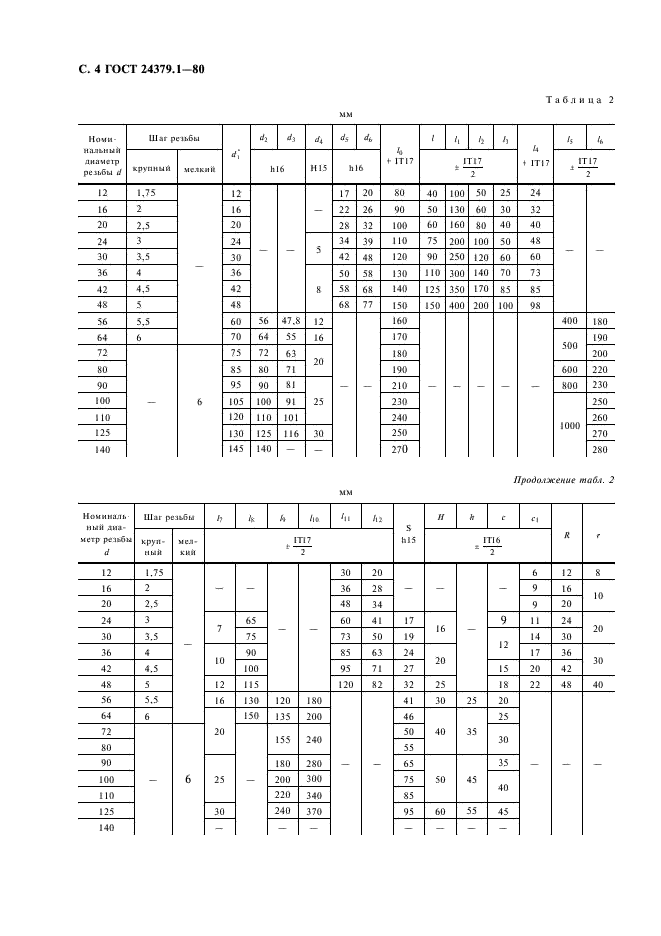 С. 4 ГОСТ 24379.1—80
Таблица 2
мм
Номинальный диаметр резьбы d | Шаг резьбы | d₁* | d₂ | d₃ | d₄ | d₅ | d₆ | l₀ + IT17 | l | l₁ | l₂ | l₃ | l₄ + IT17 | l₅ | l₆
крупный | мелкий | h16 | H15 | h16 | ± IT17/2 | ± IT17/2
12 1,75 12 17 20 80 40 100 50 25 24
16 2 — 16 — 22 26 90 50 130 60 30 32
20 2,5 20 28 32 100 60 160 80 40 40
24 3 24 — — 5 34 39 110 75 200 100 50 48 — —
30 3,5 30 42 48 120 90 250 120 60 60
36 4 36 8 50 58 130 110 300 140 70 73
42 4,5 42 58 68 140 125 350 170 85 85
48 5 48 68 77 150 150 400 200 100 98
56 5,5 60 56 47,8 12 160 400 180
64 6 70 64 55 16 170 500 190
72 75 72 63 20 180 200
80 85 80 71 190 600 220
90 95 90 81 — — 210 — — — — — 800 230
100 — 6 105 100 91 25 230 1000 250
110 120 110 101 240 260
125 130 125 116 30 250 270
140 145 140 — — 270 280
Продолжение табл. 2
мм
Номиналь-ный диа-метр резьбы d | Шаг резьбы | l₇ | l₈ | l₉ | l₁₀ | l₁₁ | l₁₂ | S h15 | H | h | c | c₁ | R | r
круп-ный | мел-кий | ± IT17/2 | ± IT16/2
12 1,75 30 20 6 12 8
16 2 — — 36 28 — — — 9 16 10
20 2,5 48 34 9 20
24 3 — 7 65 — — 60 41 17 16 — 9 11 24 20
30 3,5 75 73 50 19 12 14 30
36 4 10 90 85 63 24 20 17 36 30
42 4,5 100 95 71 27 15 20 42
48 5 12 115 120 82 32 25 18 22 48 40
56 5,5 16 130 120 180 41 30 25 20
64 6 20 150 135 200 46 40 35 25
72 155 240 50 30
80 55
90 25 180 280 — — 65 50 45 35 — — —
100 — 6 — 200 300 75 40
110 220 340 85
125 30 240 370 95 60 55 45
140 — — — — — — —